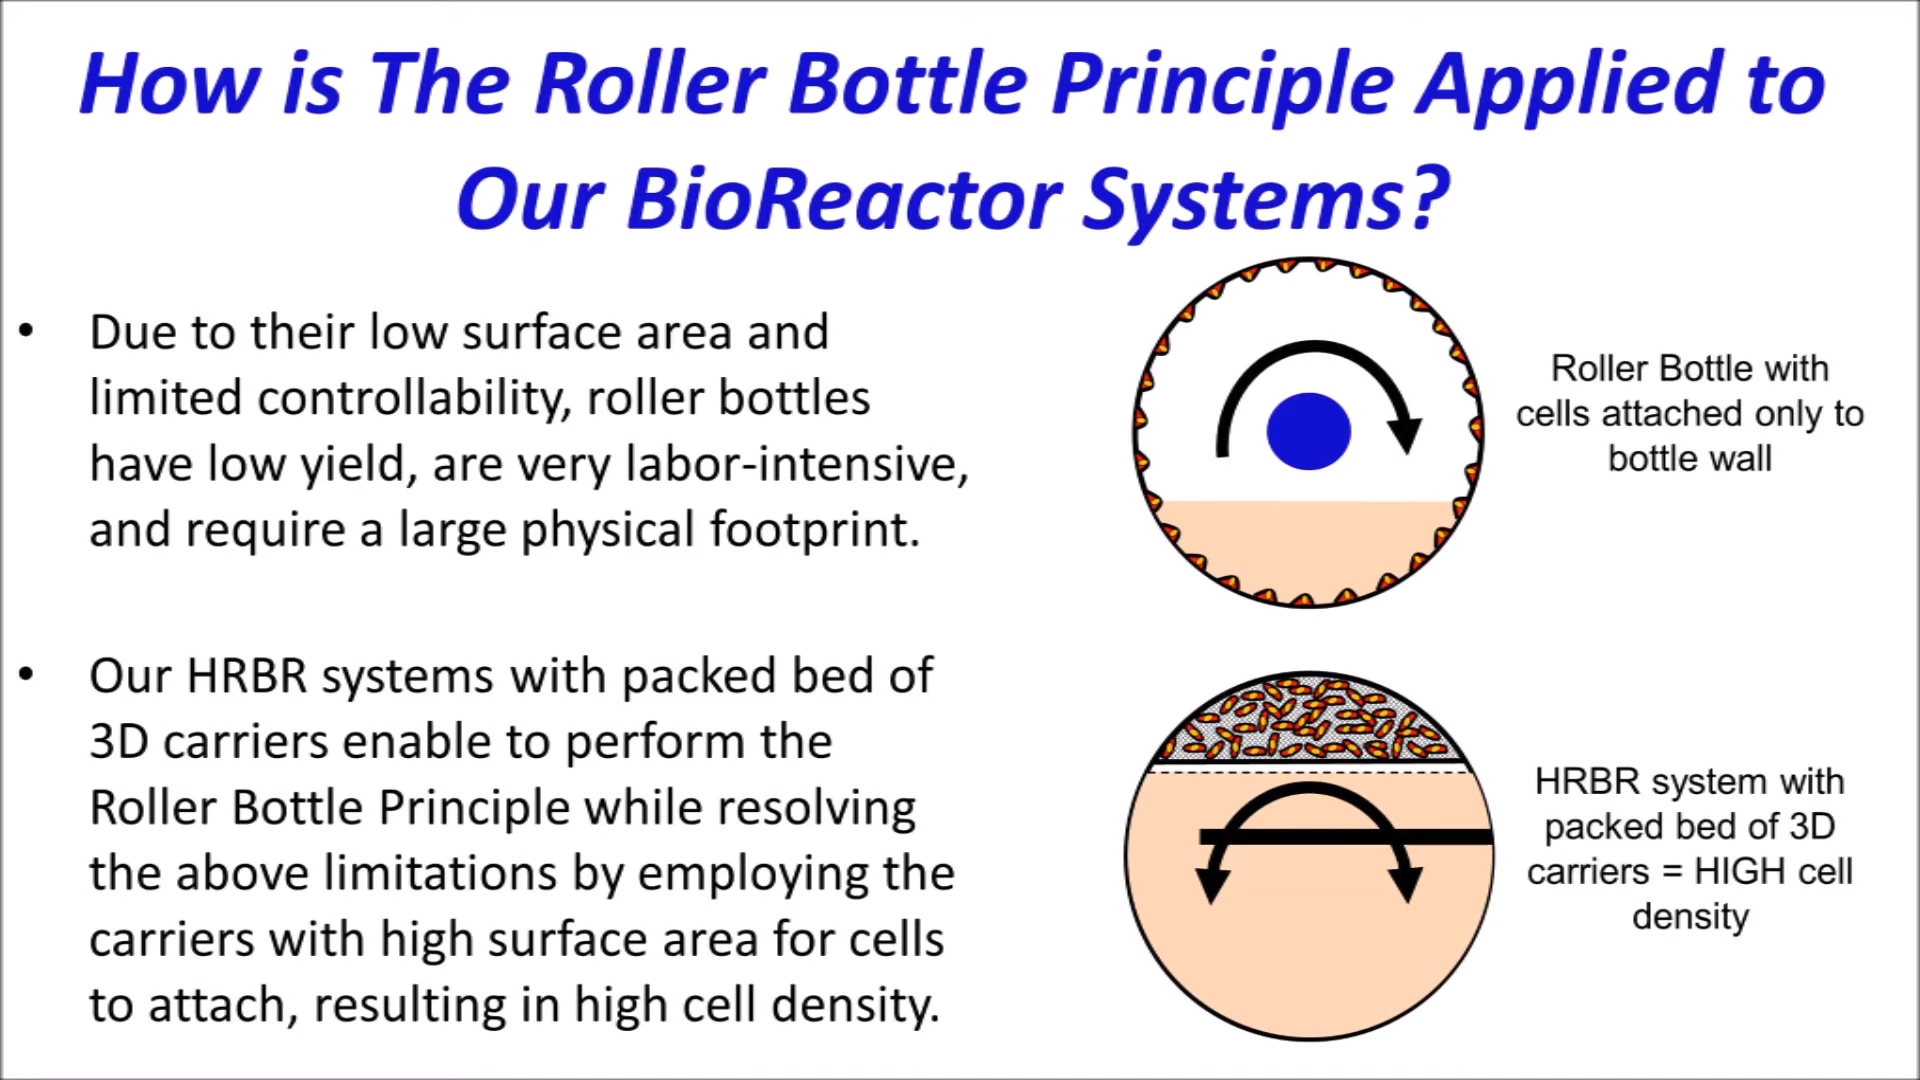 How is The Roller Bottle Principle Applied to
Our BioReactor Systems?
• Due to their low surface area and
limited controllability, roller bottles
have low yield, are very labor-intensive,
and require a large physical footprint.
• Our HRBR systems with packed bed of
3D carriers enable to perform the
Roller Bottle Principle while resolving
the above limitations by employing the
carriers with high surface area for cells
to attach, resulting in high cell density.
Roller Bottle with
cells attached only to
bottle wall
HRBR system with
packed bed of 3D
carriers = HIGH cell
density